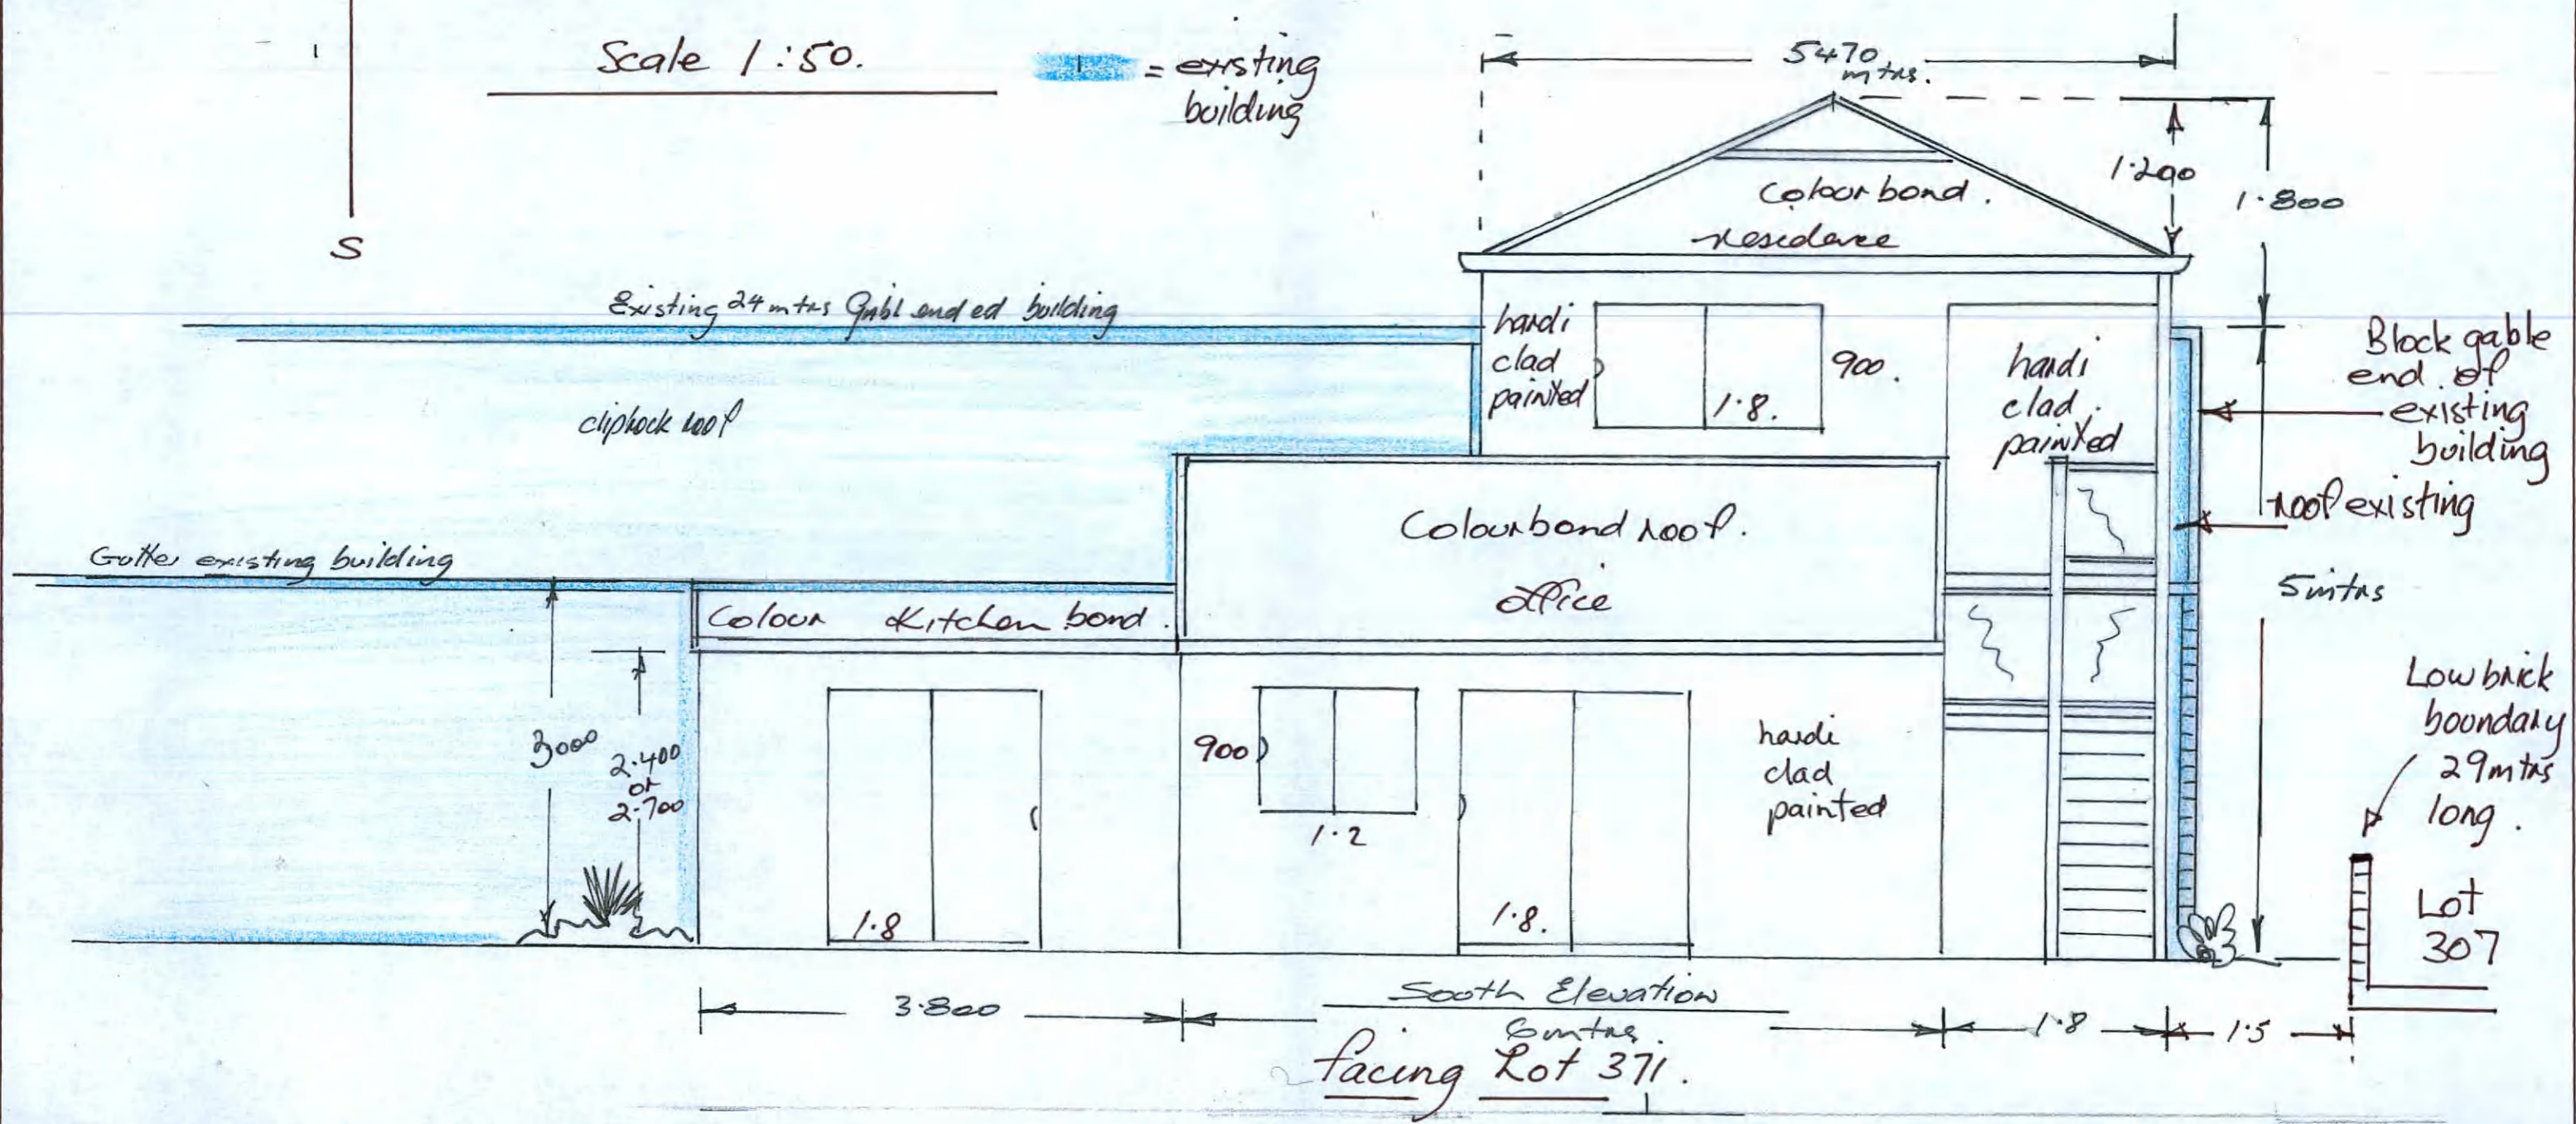 Scale 1:50.
= existing
building
5470
mtrs.
1.200
1.800
S
Colourbond.
residence
Existing 24 mtrs Gabl ended building
hardi
clad
painted
900.
1.8.
hardi
clad
painted
Block gable
end of
existing
building
cliplock roof
Colourbond roof.
office
roof existing
Gutter existing building
5mtrs
Colour Kitchen bond.
Low brick
boundary
29mtrs
long.
3000
2.400
or
2.700
900
1.2
hardi
clad
painted
1.8
1.8.
Lot
307
South Elevation
3.800
6mtrs.
1.8
1.5
facing Lot 371.